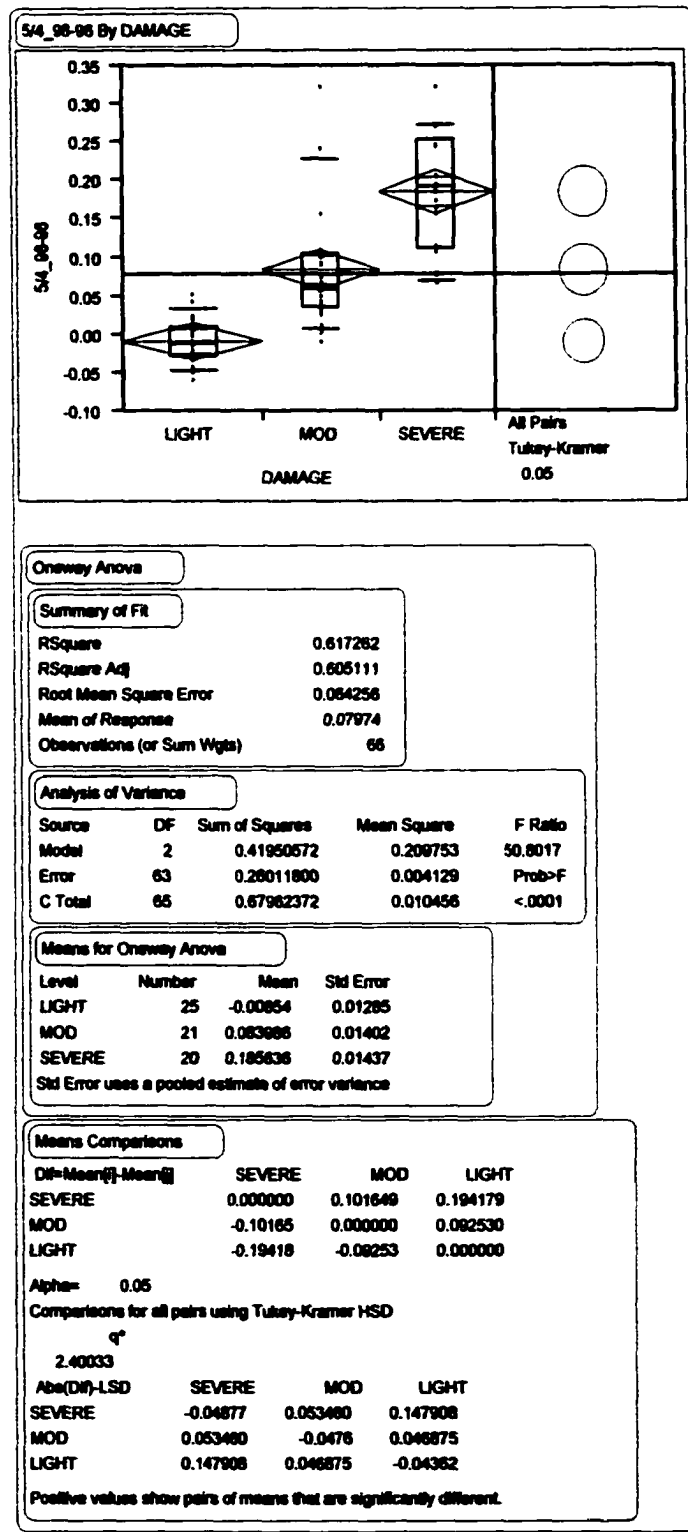 5/4_98-96 By DAMAGE
0.35
0.30
0.25
0.20
0.15
0.10
0.05
0.00
-0.05
-0.10
5/4_98-96
LIGHT MOD SEVERE
DAMAGE
All Pairs
Tukey-Kramer
0.05
Oneway Anova
Summary of Fit
RSquare 0.617262
RSquare Adj 0.605111
Root Mean Square Error 0.064256
Mean of Response 0.07974
Observations (or Sum Wgts) 66
Analysis of Variance
Source DF Sum of Squares Mean Square F Ratio
Model 2 0.41950572 0.209753 50.8017
Error 63 0.26011800 0.004129 Prob>F
C Total 65 0.67962372 0.010456 <.0001
Means for Oneway Anova
Level Number Mean Std Error
LIGHT 25 -0.00854 0.01285
MOD 21 0.083986 0.01402
SEVERE 20 0.185636 0.01437
Std Error uses a pooled estimate of error variance
Means Comparisons
Dif=Mean[i]-Mean[j] SEVERE MOD LIGHT
SEVERE 0.000000 0.101649 0.194179
MOD -0.10165 0.000000 0.092530
LIGHT -0.19418 -0.09253 0.000000
Alpha= 0.05
Comparisons for all pairs using Tukey-Kramer HSD
q*
2.40033
Abs(Dif)-LSD SEVERE MOD LIGHT
SEVERE -0.04877 0.053460 0.147908
MOD 0.053460 -0.0476 0.046875
LIGHT 0.147908 0.046875 -0.04362
Positive values show pairs of means that are significantly different.